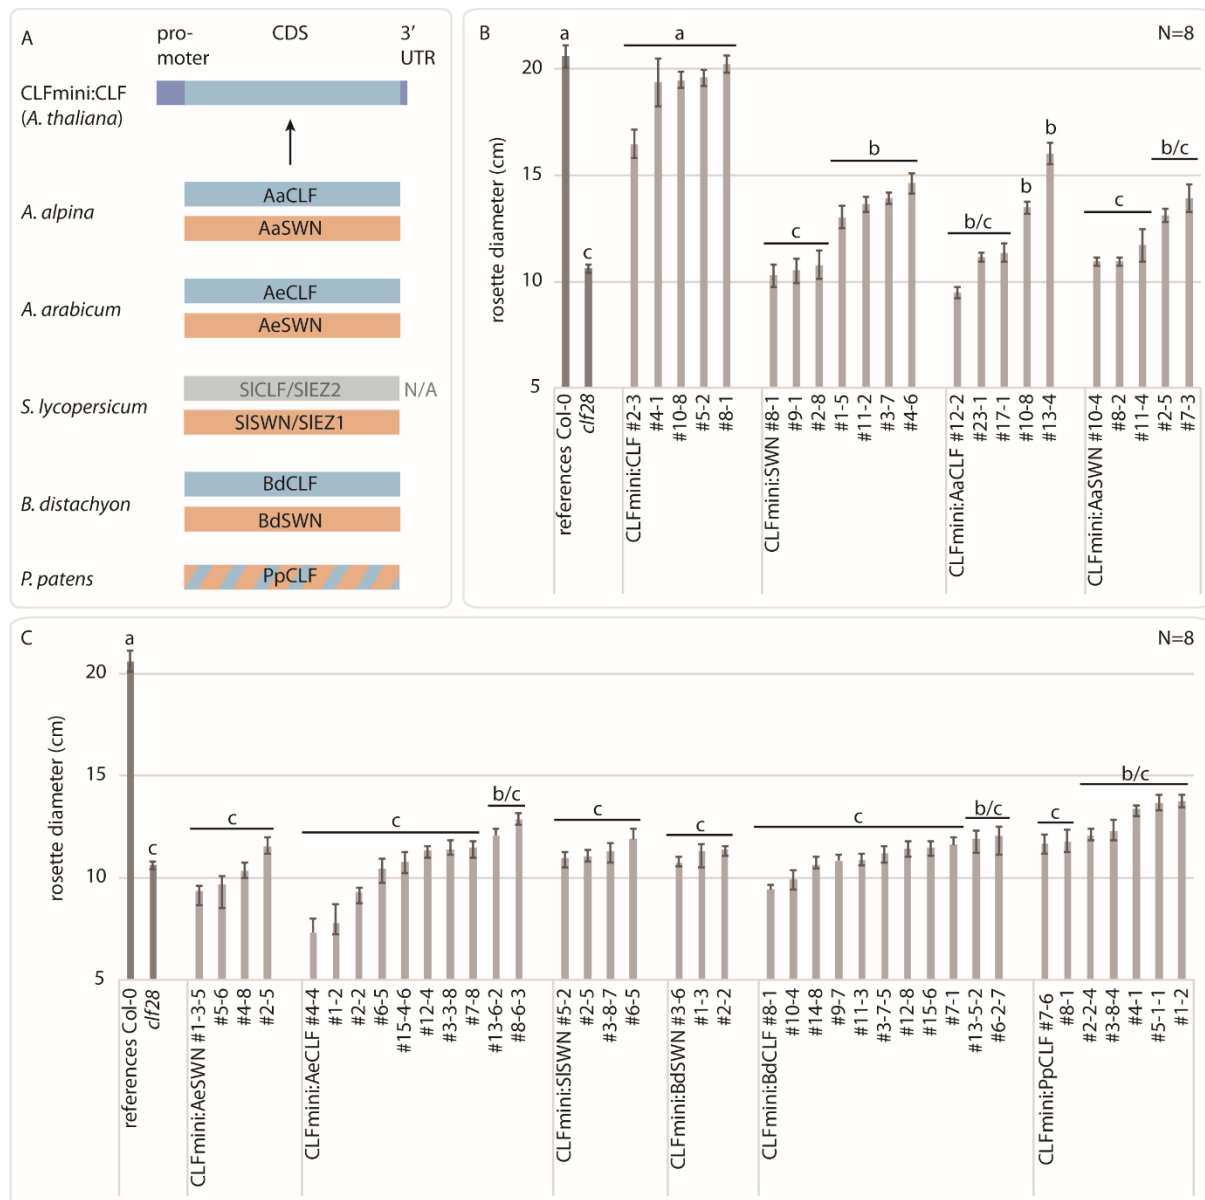 A
pro-
moter
CDS
3’
UTR
CLFmini:CLF
(A. thaliana)
A. alpina
AaCLF
AaSWN
A. arabicum
AeCLF
AeSWN
S. lycopersicum
SlCLF/SlEZ2
N/A
SlSWN/SlEZ1
B. distachyon
BdCLF
BdSWN
P. patens
PpCLF
B
N=8
rosette diameter (cm)
20
15
10
5
a
c
a
c
b
b/c
b
b
c
b/c
references Col-0
clf28
CLFmini:CLF #2-3
#4-1
#10-8
#5-2
#8-1
CLFmini:SWN #8-1
#9-1
#2-8
#1-5
#11-2
#3-7
#4-6
CLFmini:AaCLF #12-2
#23-1
#17-1
#10-8
#13-4
CLFmini:AaSWN #10-4
#8-2
#11-4
#2-5
#7-3
C
N=8
rosette diameter (cm)
20
15
10
5
a
c
c
c
b/c
c
c
c
b/c
c
b/c
references Col-0
clf28
CLFmini:AeSWN #1-3-5
#5-6
#4-8
#2-5
CLFmini:AeCLF #4-4
#1-2
#2-2
#6-5
#15-4-6
#12-4
#3-3-8
#7-8
#13-6-2
#8-6-3
CLFmini:SlSWN #5-2
#2-5
#3-8-7
#6-5
CLFmini:BdSWN #3-6
#1-3
#2-2
CLFmini:BdCLF #8-1
#10-4
#14-8
#9-7
#11-3
#3-7-5
#12-8
#15-6
#7-1
#13-5-2
#6-2-7
CLFmini:PpCLF #7-6
#8-1
#2-2-4
#3-8-4
#4-1
#5-1-1
#1-2